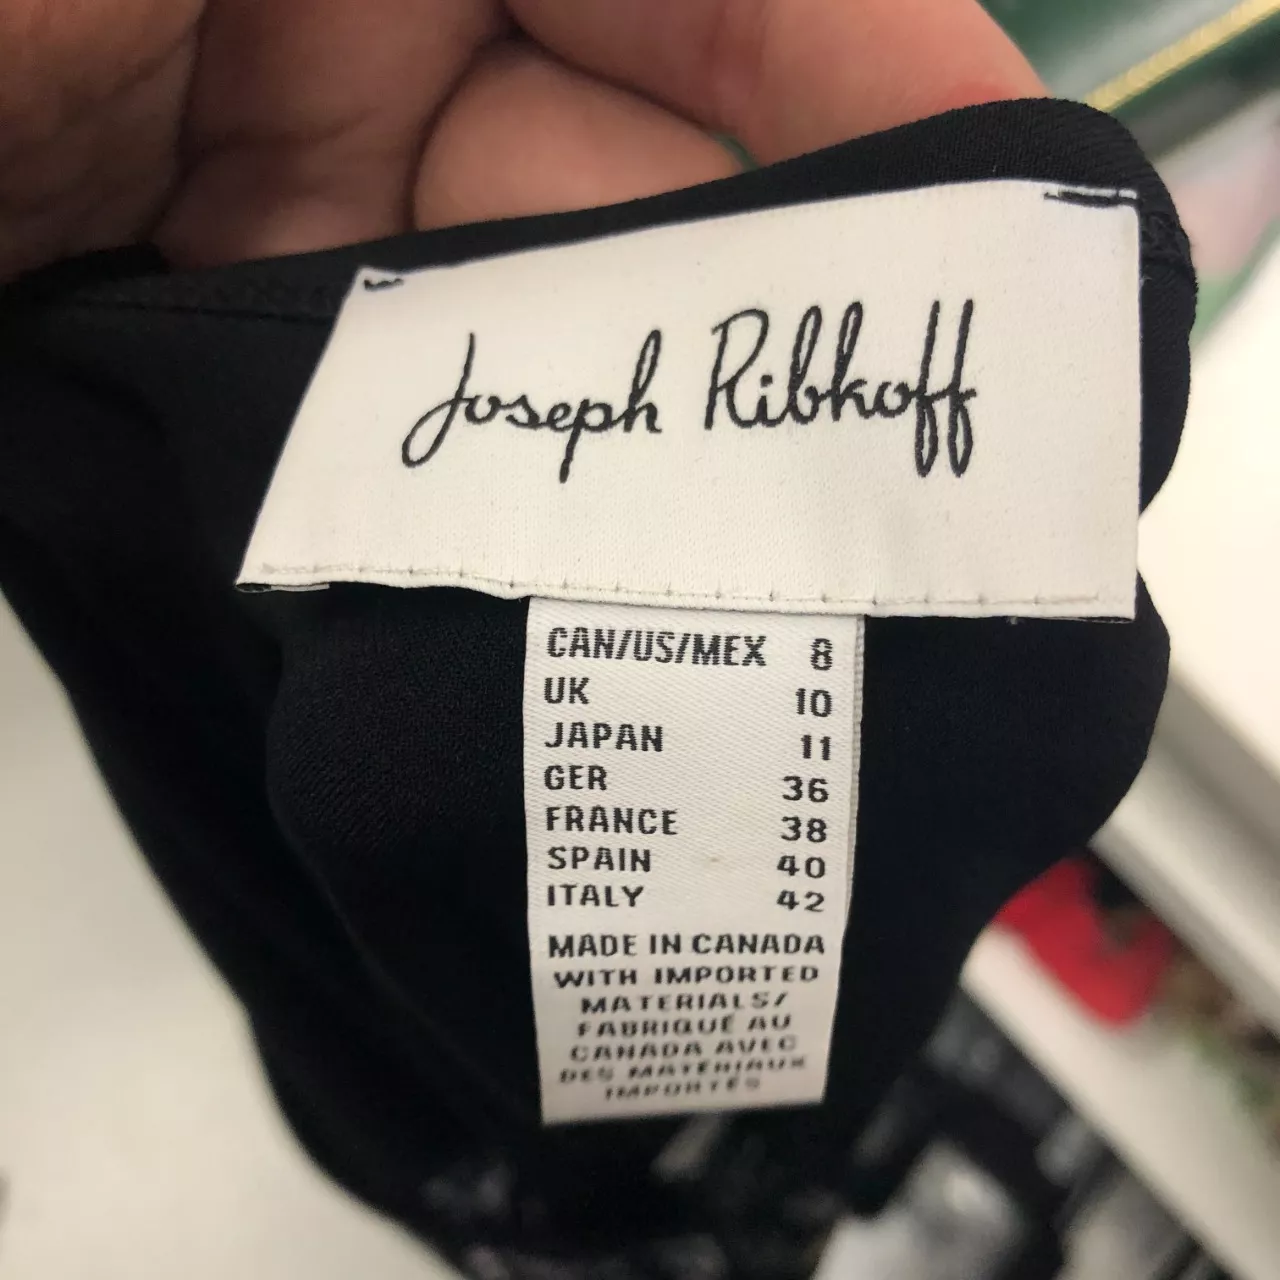 Joseph Ribkoff
CAN/US/MEX 8
UK 10
JAPAN 11
GER 36
FRANCE 38
SPAIN 40
ITALY 42
MADE IN CANADA
WITH IMPORTED
MATERIALS/
FABRIQUÉ AU
CANADA AVEC
DES MATÉRIAUX
IMPORTÉS